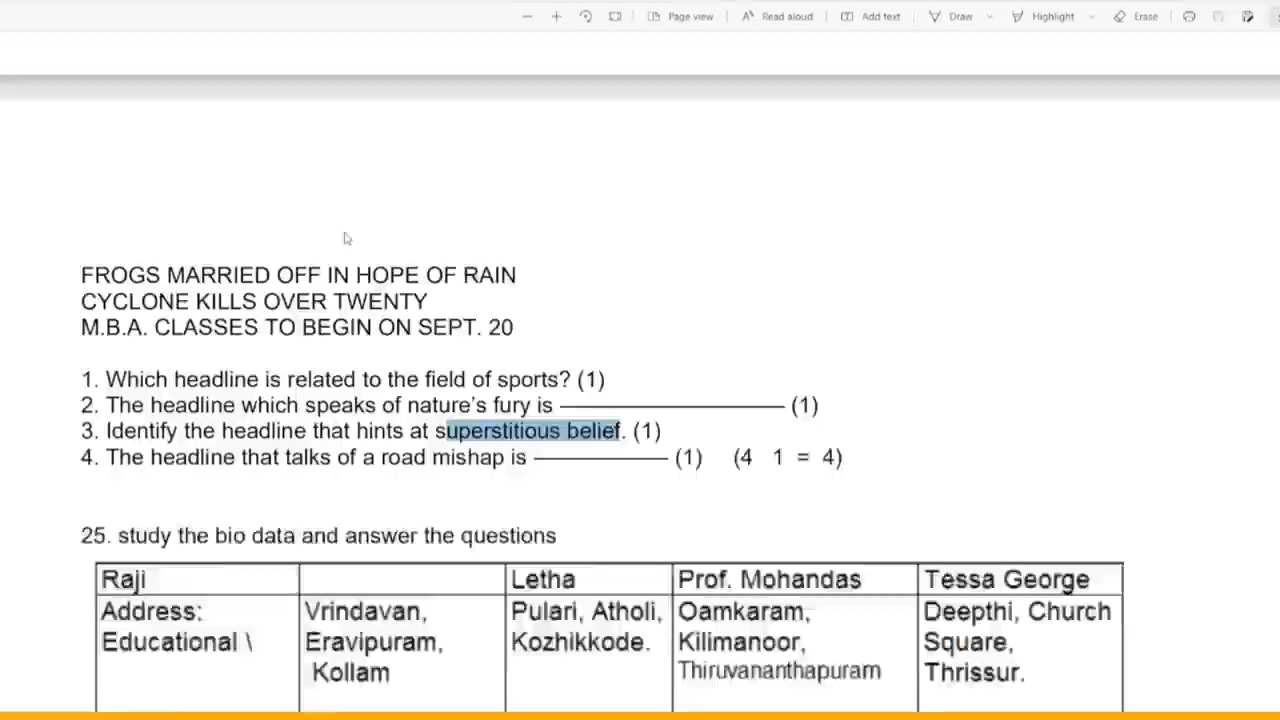 Page view Read aloud Add text Draw Highlight Erase
FROGS MARRIED OFF IN HOPE OF RAIN
CYCLONE KILLS OVER TWENTY
M.B.A. CLASSES TO BEGIN ON SEPT. 20
1. Which headline is related to the field of sports? (1)
2. The headline which speaks of nature's fury is ———————— (1)
3. Identify the headline that hints at superstitious belief. (1)
4. The headline that talks of a road mishap is ————— (1) (4 1 = 4)
25. study the bio data and answer the questions
Raji Letha Prof. Mohandas Tessa George
Address: Vrindavan, Pulari, Atholi, Oamkaram, Deepthi, Church
Educational \ Eravipuram, Kozhikkode. Kilimanoor, Square,
Kollam Thiruvananthapuram Thrissur.